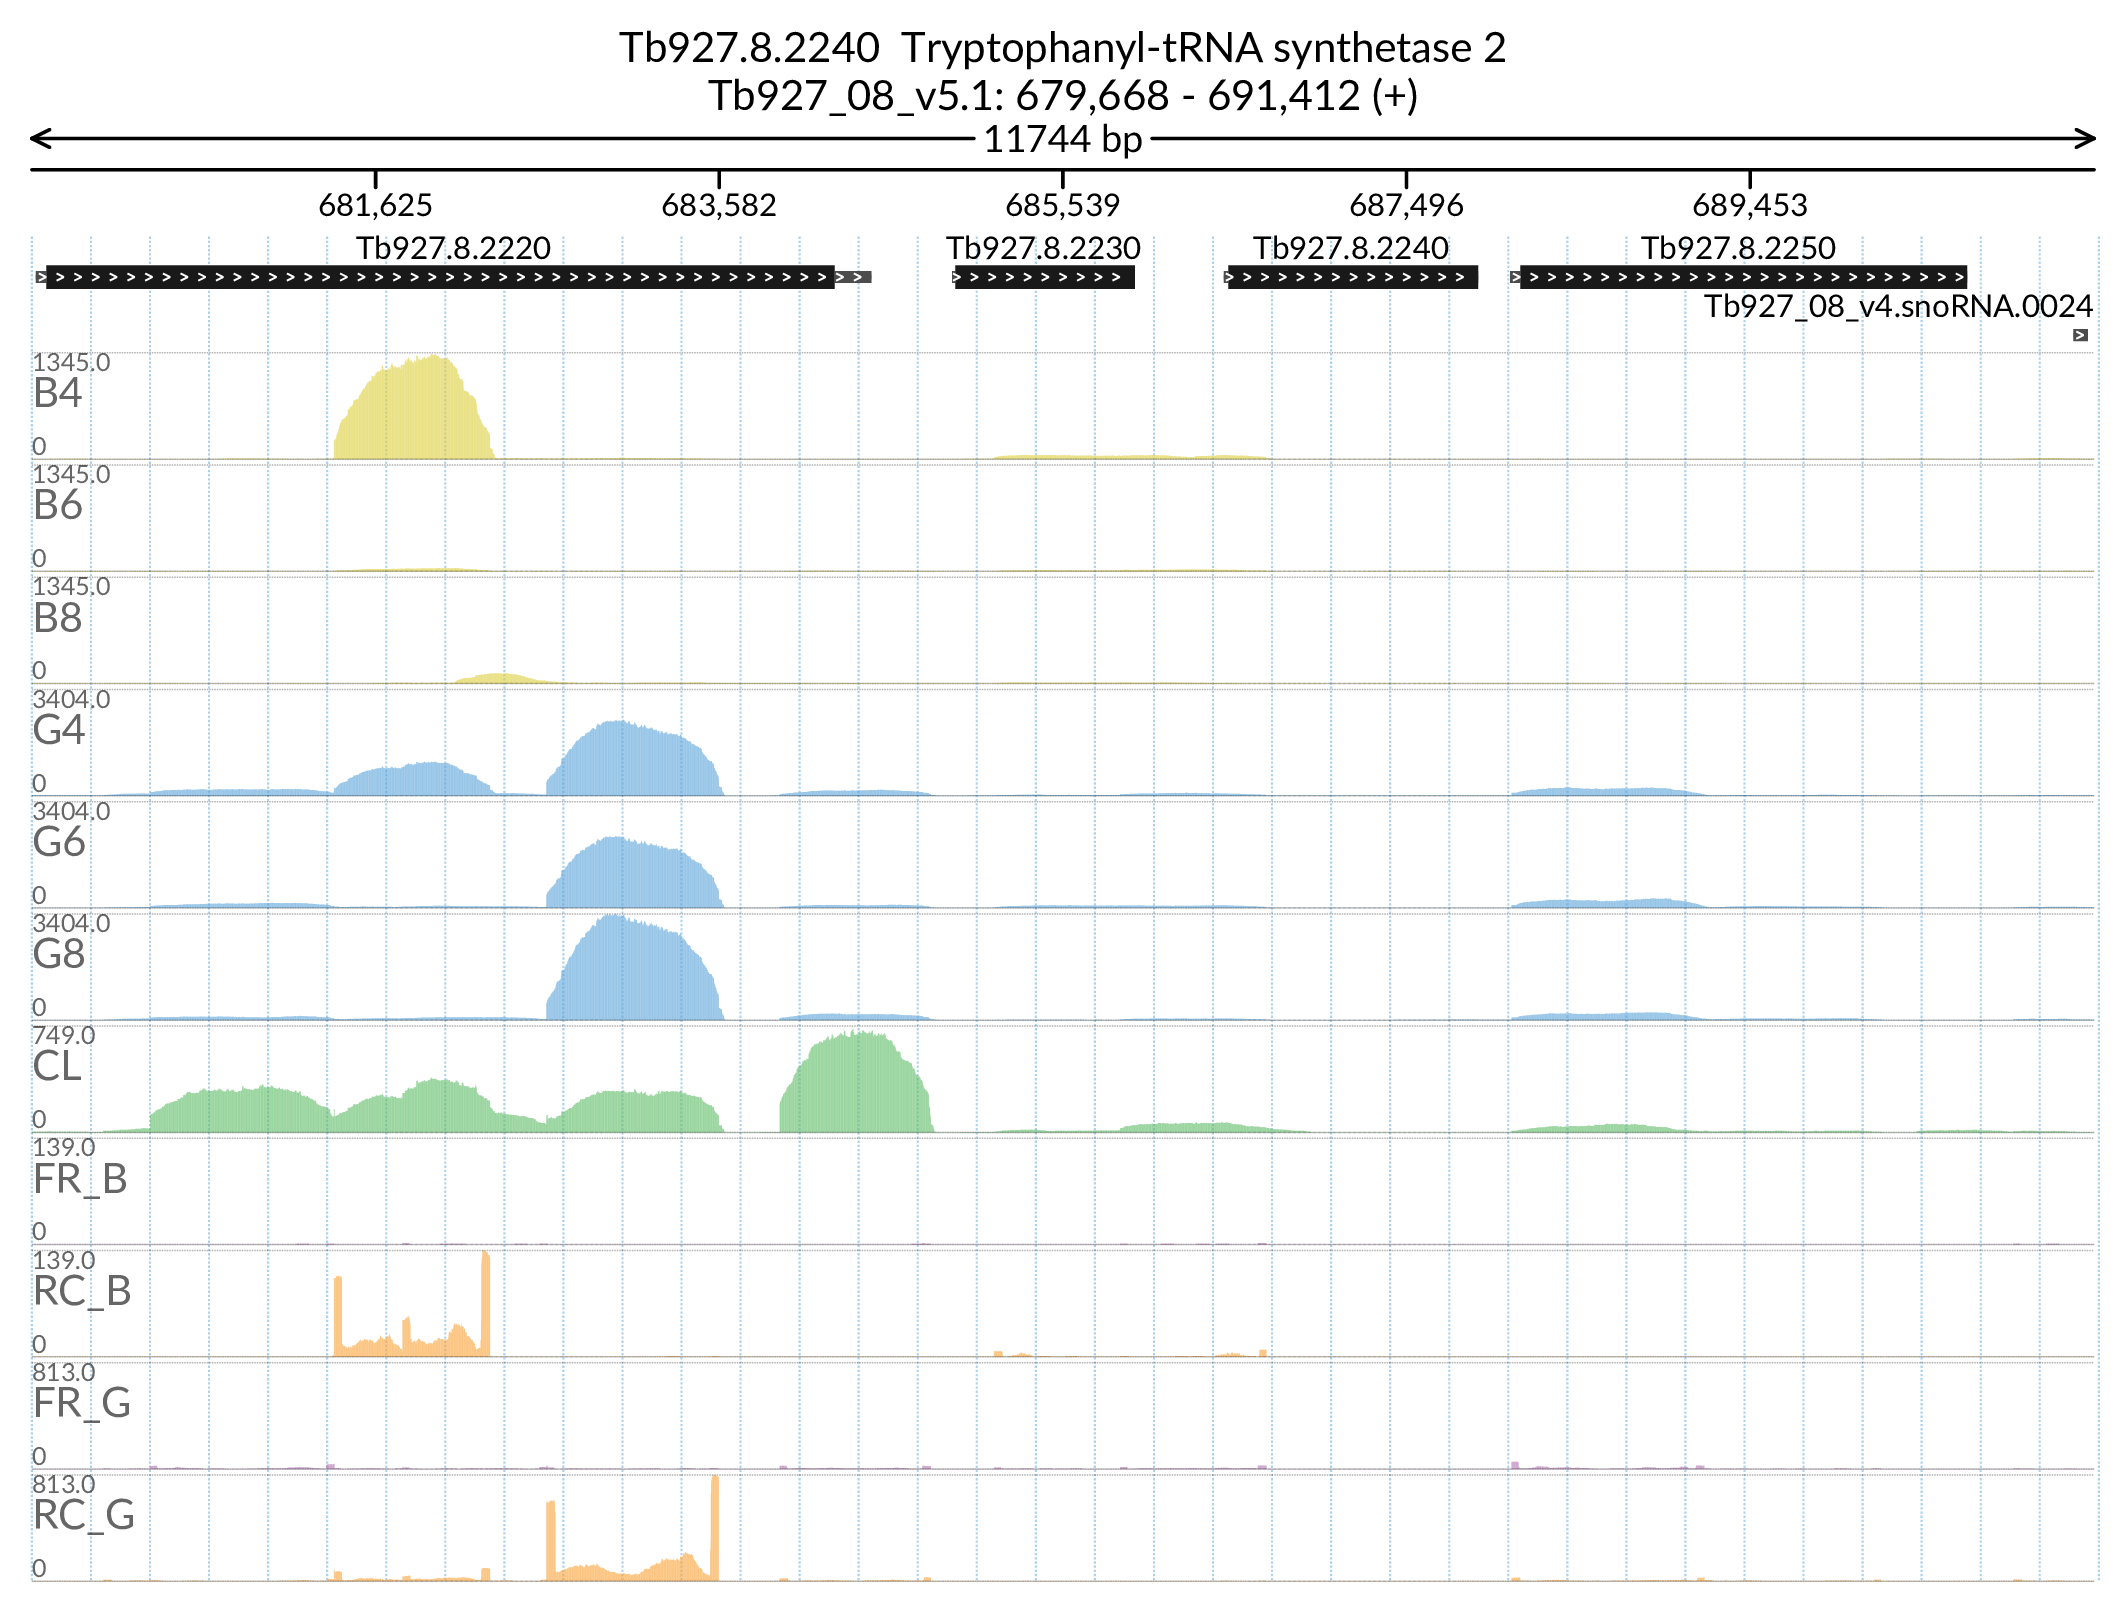 Tb927.8.2240  Tryptophanyl-tRNA synthetase 2
Tb927_08_v5.1: 679,668 - 691,412 (+)
11744 bp
681,625 683,582 685,539 687,496 689,453
Tb927.8.2220 Tb927.8.2230 Tb927.8.2240 Tb927.8.2250
Tb927_08_v4.snoRNA.0024
1345.0
B4
0
1345.0
B6
0
1345.0
B8
0
3404.0
G4
0
3404.0
G6
0
3404.0
G8
0
749.0
CL
0
139.0
FR_B
0
139.0
RC_B
0
813.0
FR_G
0
813.0
RC_G
0